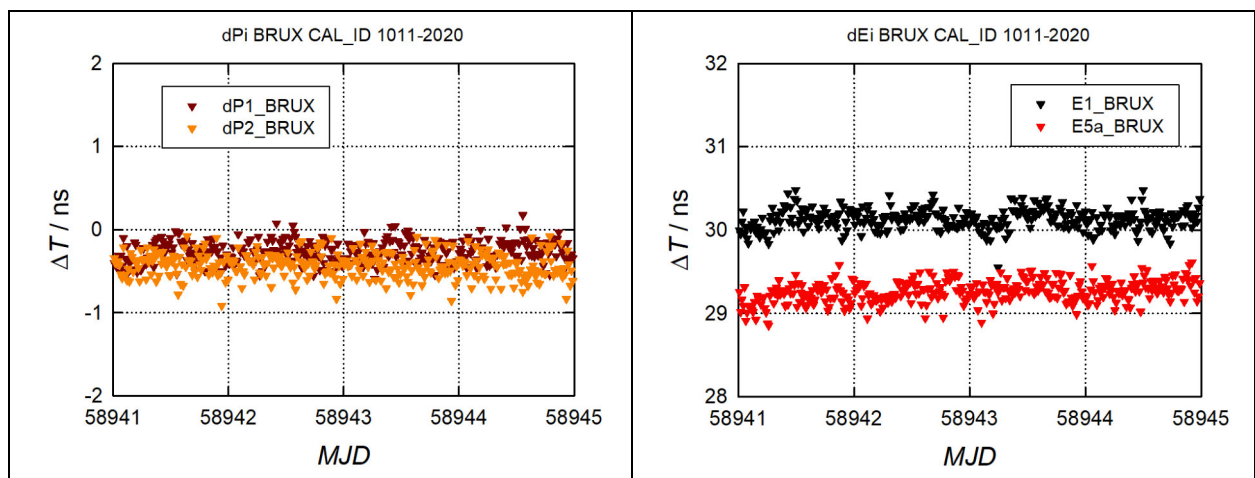 dPi BRUX CAL_ID 1011-2020
2
dP1_BRUX
dP2_BRUX
1
ΔT / ns
0
-1
-2
58941 58942 58943 58944 58945
MJD
dEi BRUX CAL_ID 1011-2020
32
E1_BRUX
E5a_BRUX
31
ΔT / ns
30
29
28
58941 58942 58943 58944 58945
MJD